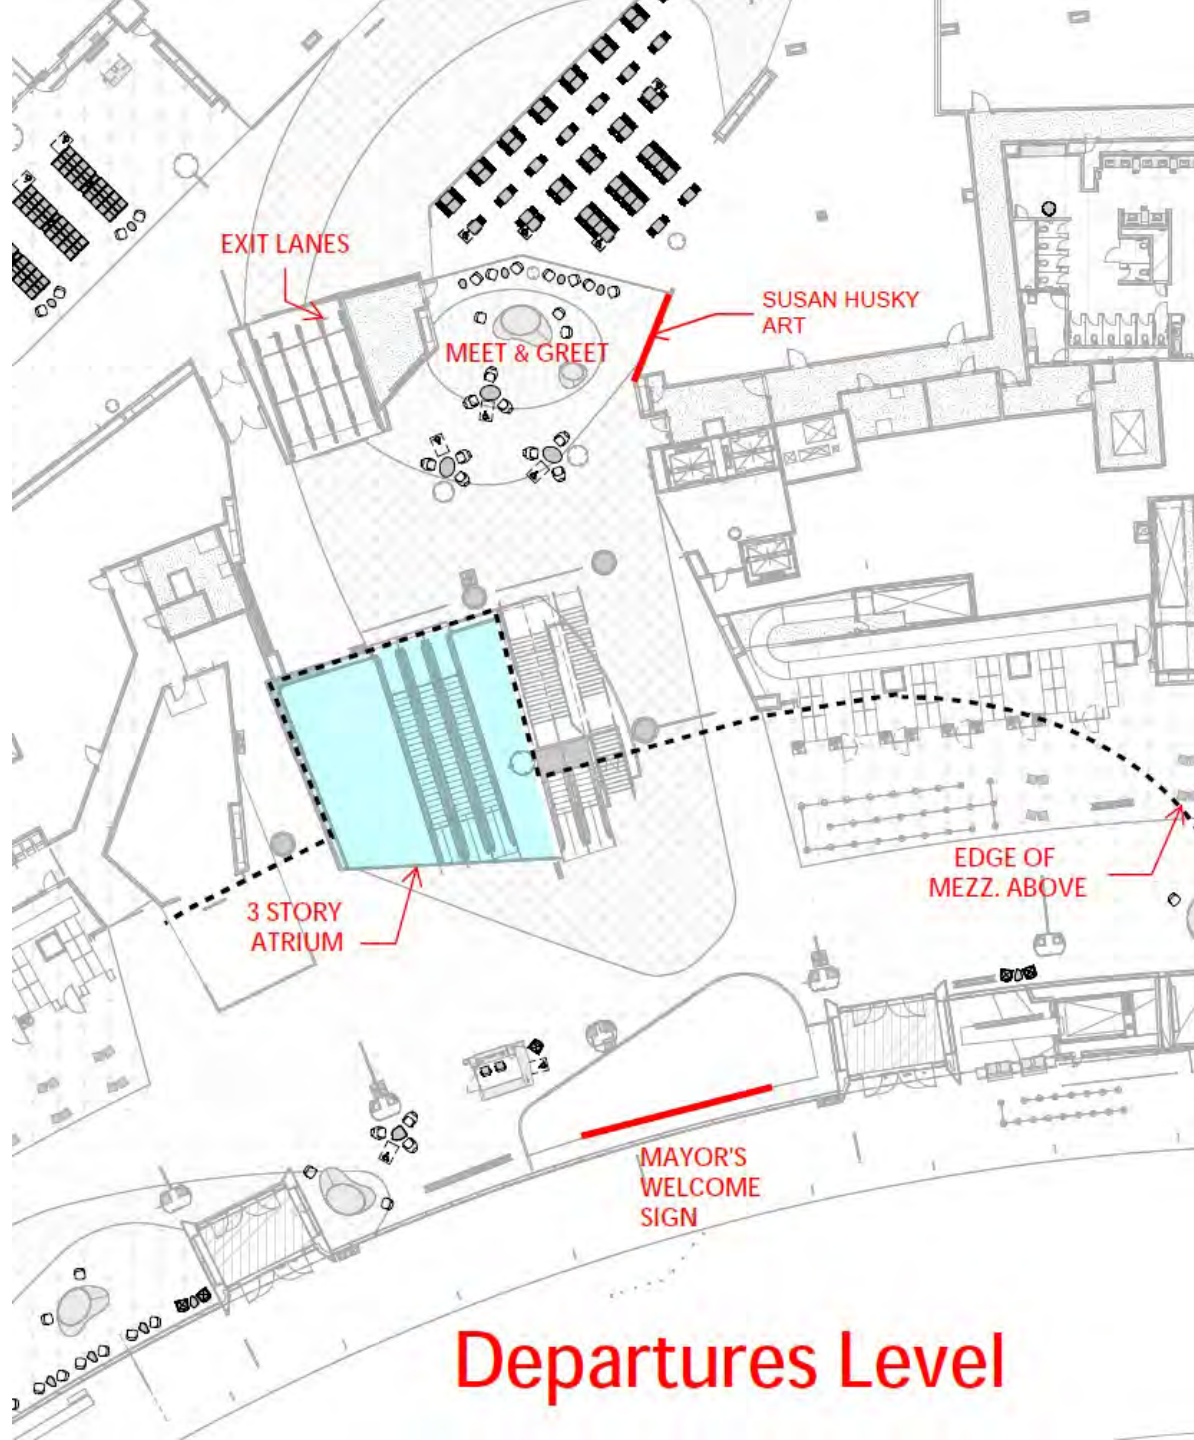 EXIT LANES
SUSAN HUSKY
ART
MEET & GREET
EDGE OF
MEZZ. ABOVE
3 STORY
ATRIUM
MAYOR'S
WELCOME
SIGN
Departures Level